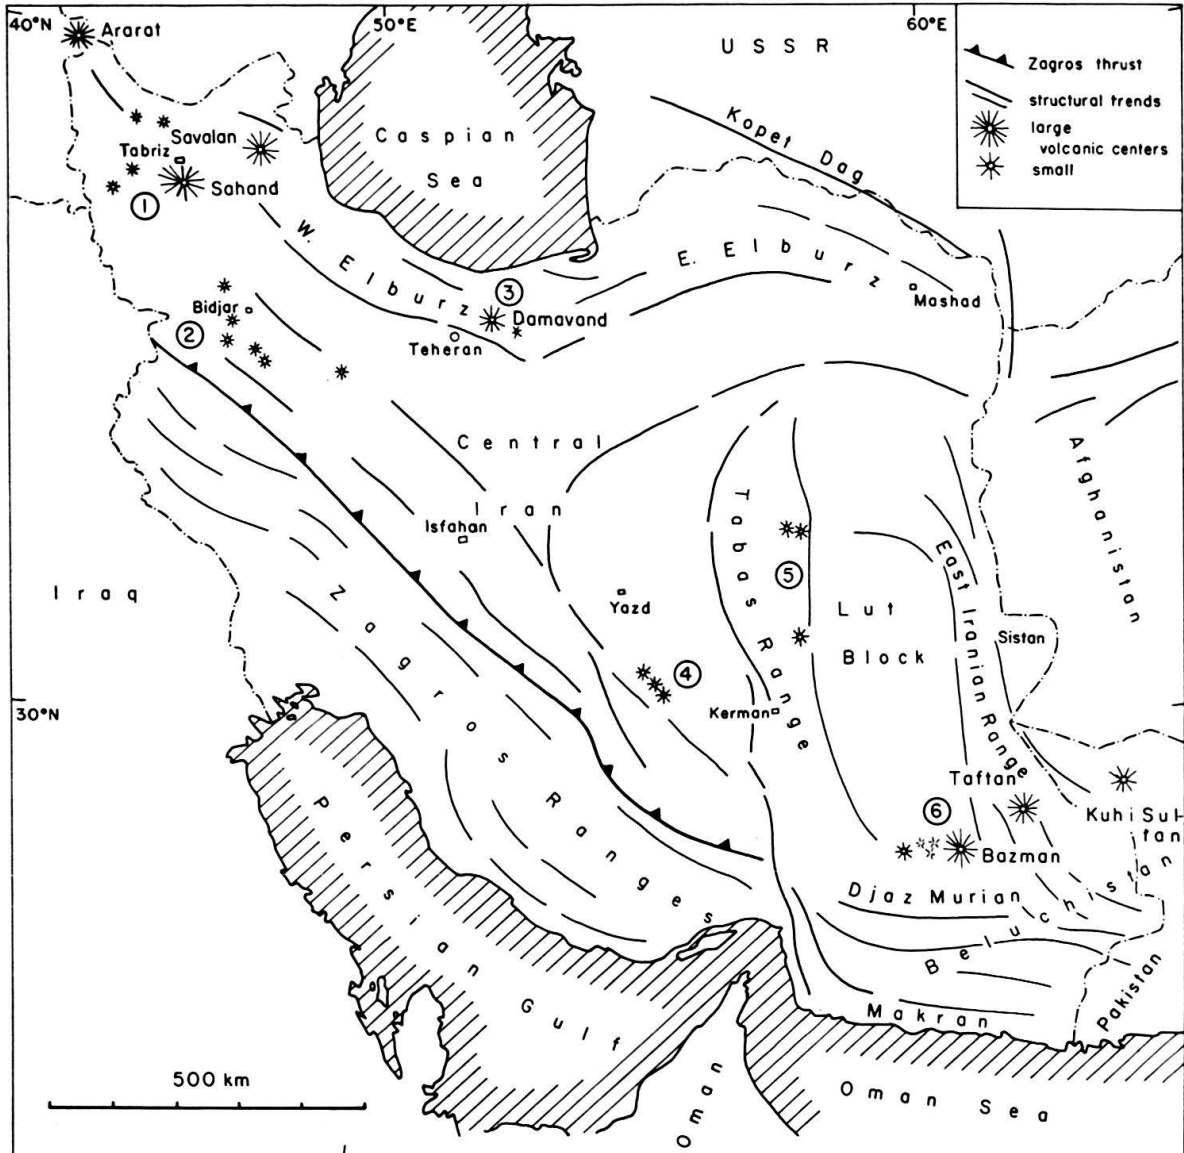 40°N
50°E
60°E
Ararat
USSR
Zagros thrust
structural trends
large
volcanic centers
small
Caspian
Sea
Kopet Dag
Savalan
Tabriz
Sahand
1
W. Elburz
E. Elburz
Mashad
3
Damavand
Teheran
Bidjar
2
Central
Iran
Isfahan
Afghanistan
Tabas Range
5
Lut
Block
East Iranian Range
Sistan
Iraq
Yazd
Zagros Ranges
4
Kerman
30°N
Taftan
Kuhi Sul-
tan
6
Bazman
Djaz Murian
Beluchistan
Persian Gulf
Makran
Pakistan
500 km
Oman
Oman Sea